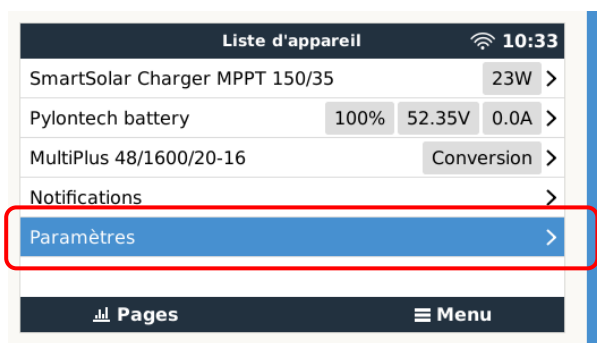 Liste d'appareil 10:33
SmartSolar Charger MPPT 150/35 23W
Pylontech battery 100% 52.35V 0.0A
MultiPlus 48/1600/20-16 Conversion
Notifications
Paramètres
Pages Menu